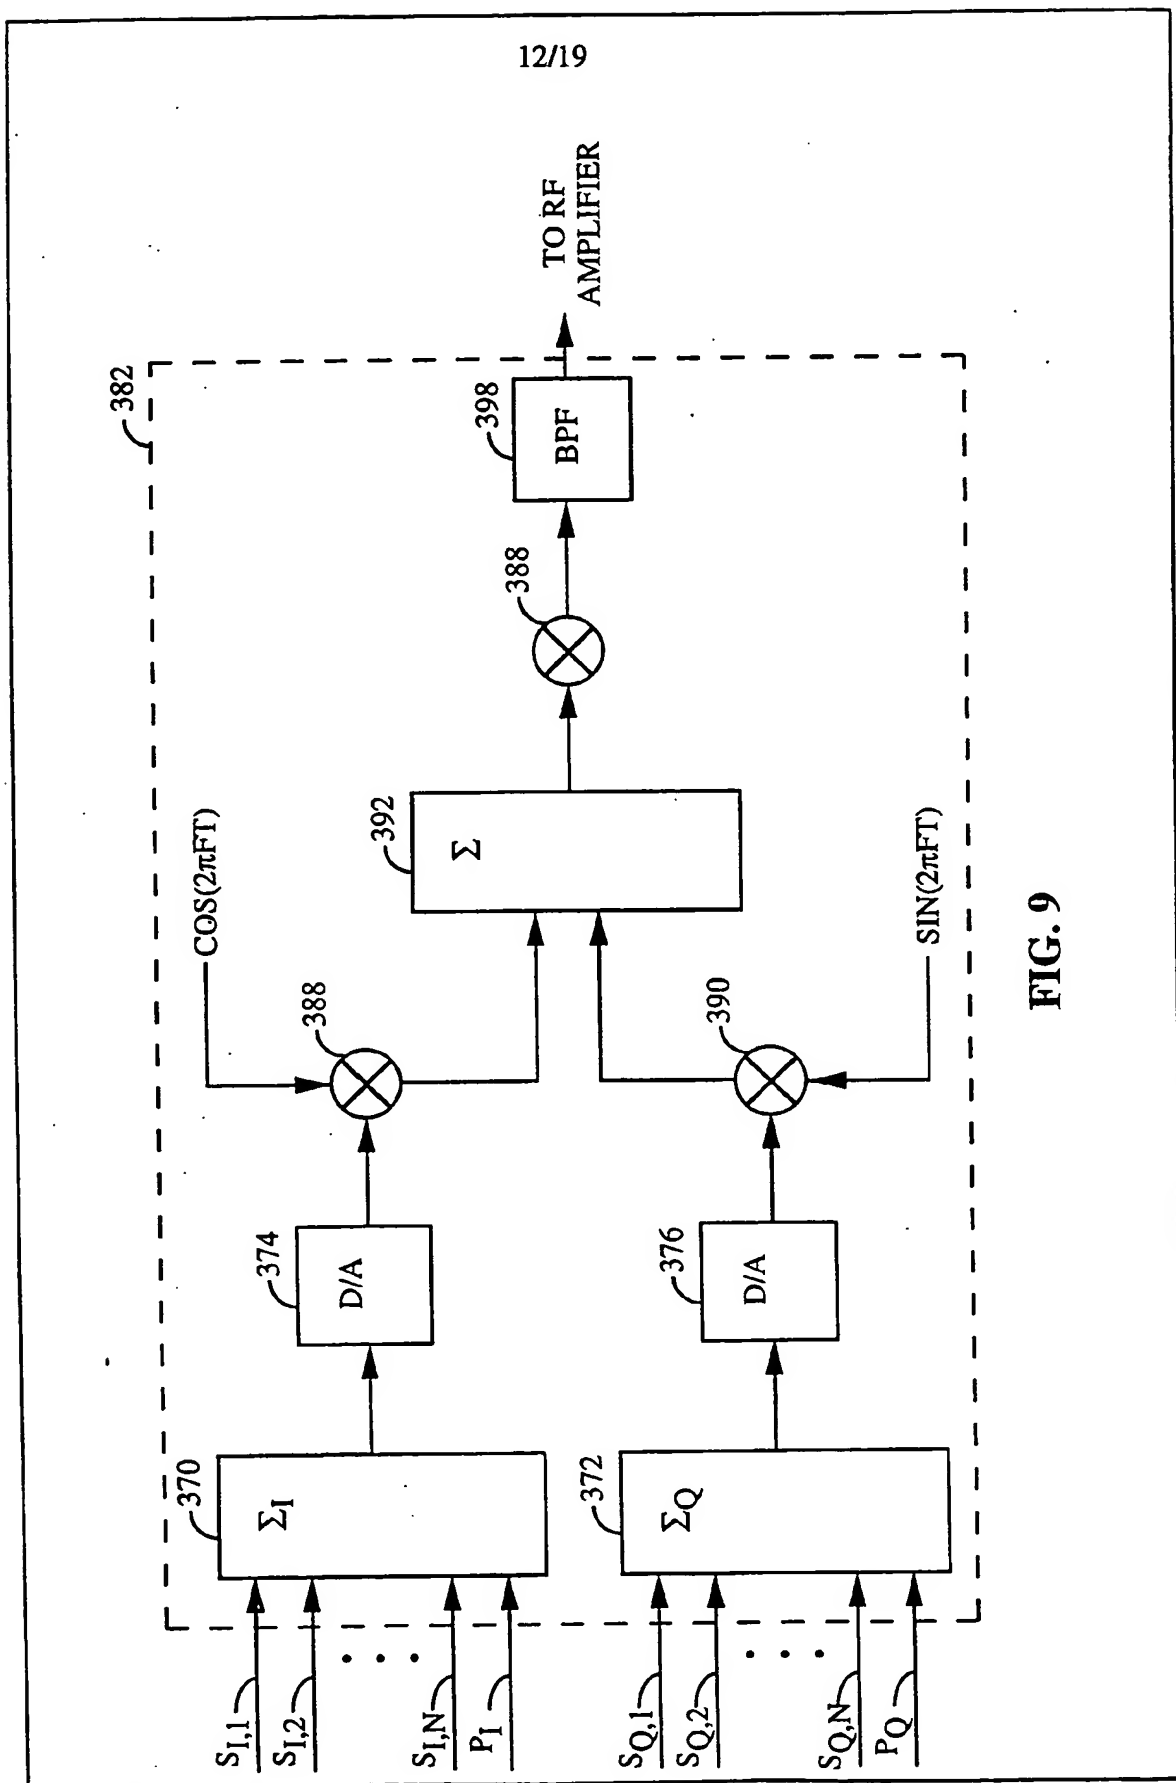 12/19
382
COS(2πFT)
370
ΣI
374
D/A
388
392
Σ
388
398
BPF
TO RF
AMPLIFIER
SI,1
SI,2
SI,N
PI
372
ΣQ
376
D/A
390
SIN(2πFT)
SQ,1
SQ,2
SQ,N
PQ
FIG. 9